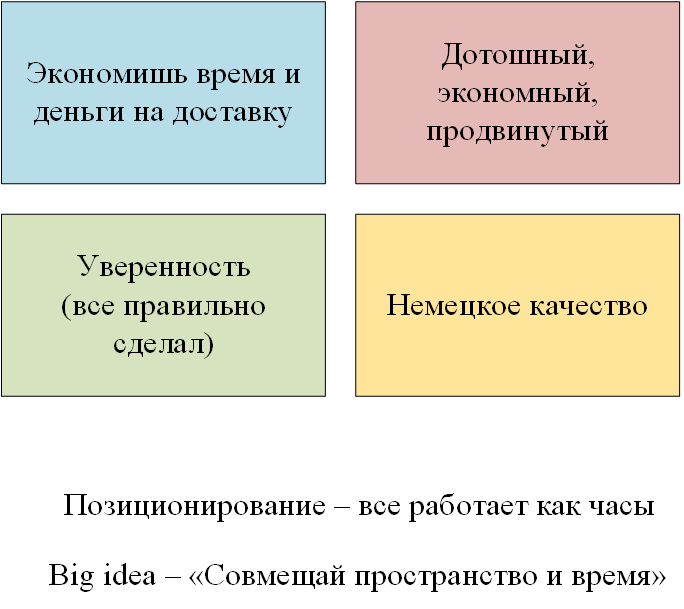 Экономишь время и
деньги на доставку
Дотошный,
экономный,
продвинутый
Уверенность
(все правильно
сделал)
Немецкое качество
Позиционирование – все работает как часы
Big idea – «Совмещай пространство и время»